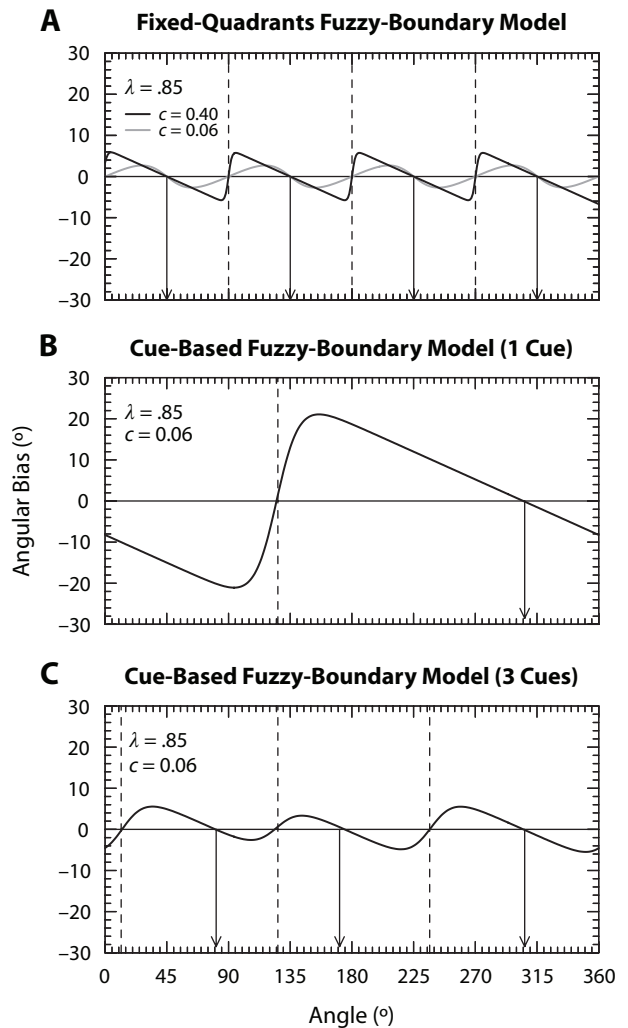 A Fixed-Quadrants Fuzzy-Boundary Model
30
20
10
0
−10
−20
−30
λ = .85
c = 0.40
c = 0.06
B Cue-Based Fuzzy-Boundary Model (1 Cue)
30
20
10
0
−10
−20
−30
λ = .85
c = 0.06
Angular Bias (º)
C Cue-Based Fuzzy-Boundary Model (3 Cues)
30
20
10
0
−10
−20
−30
λ = .85
c = 0.06
0 45 90 135 180 225 270 315 360
Angle (º)